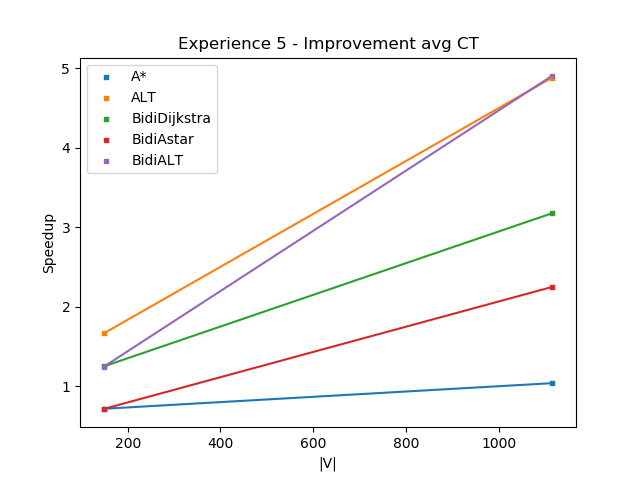 Experience 5 - Improvement avg CT
A*
ALT
BidiDijkstra
BidiAstar
BidiALT
Speedup
5
4
3
2
1
200 400 600 800 1000
|V|